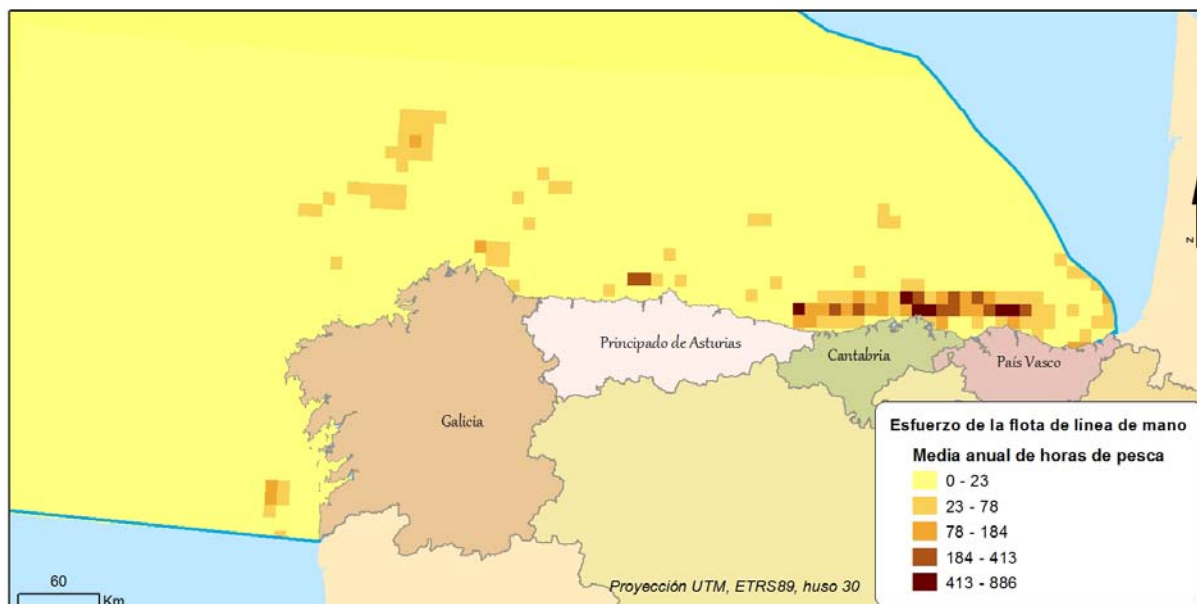 z
Principado de Asturias
Cantabria
País Vasco
Galicia
Esfuerzo de la flota de línea de mano
Media anual de horas de pesca
0 - 23
23 - 78
78 - 184
184 - 413
413 - 886
60
Km
Proyección UTM, ETRS89, huso 30